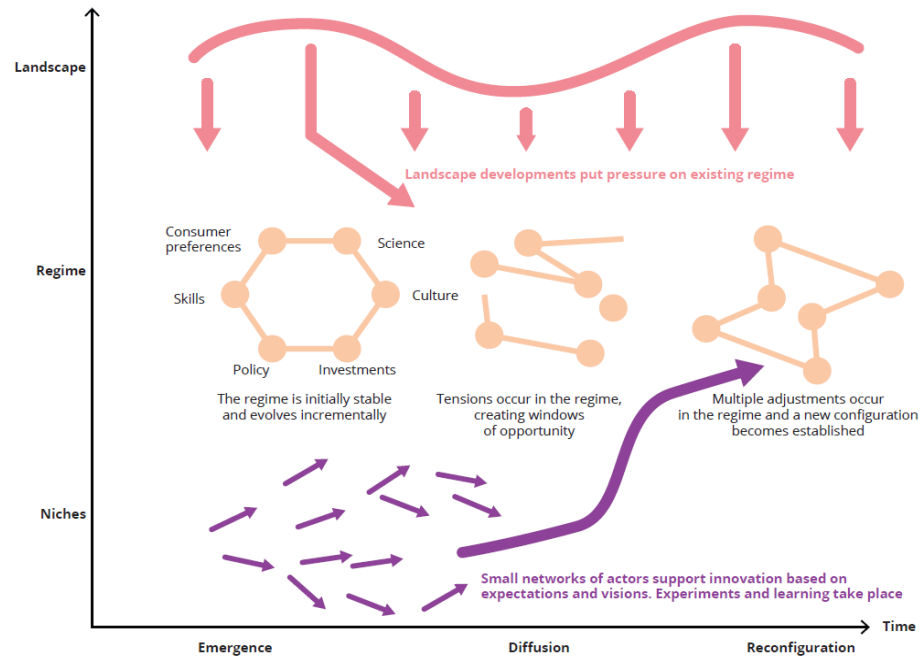 Landscape
Landscape developments put pressure on existing regime
Consumer
preferences
Science
Regime
Skills
Culture
Policy
Investments
The regime is initially stable
and evolves incrementally
Tensions occur in the regime,
creating windows
of opportunity
Multiple adjustments occur
in the regime and a new configuration
becomes established
Niches
Small networks of actors support innovation based on
expectations and visions. Experiments and learning take place
Time
Emergence
Diffusion
Reconfiguration